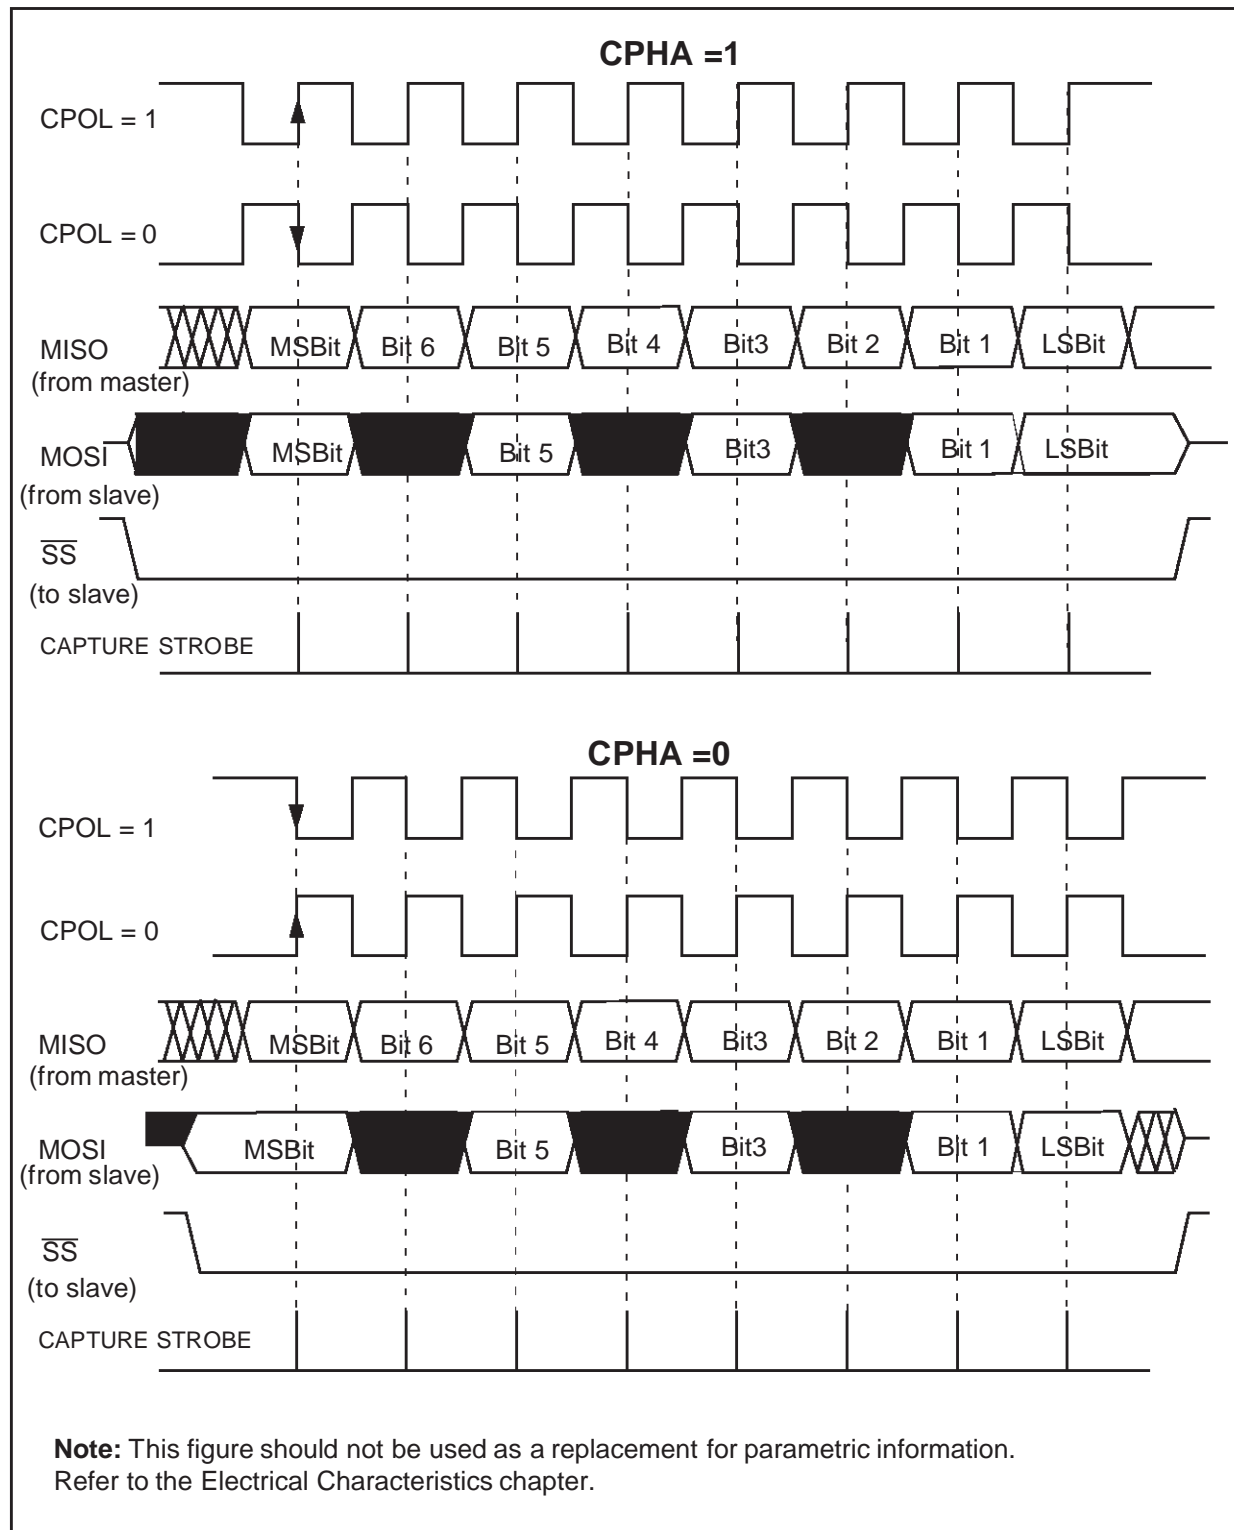 CPHA =1
CPOL = 1
CPOL = 0
MISO
(from master)
MSBit Bit 6 Bit 5 Bit 4 Bit3 Bit 2 Bit 1 LSBit
MOSI
(from slave)
MSBit Bit 5 Bit3 Bit 1 LSBit
SS
(to slave)
CAPTURE STROBE
CPHA =0
CPOL = 1
CPOL = 0
MISO
(from master)
MSBit Bit 6 Bit 5 Bit 4 Bit3 Bit 2 Bit 1 LSBit
MOSI
(from slave)
MSBit Bit 5 Bit3 Bit 1 LSBit
SS
(to slave)
CAPTURE STROBE
Note: This figure should not be used as a replacement for parametric information.
Refer to the Electrical Characteristics chapter.